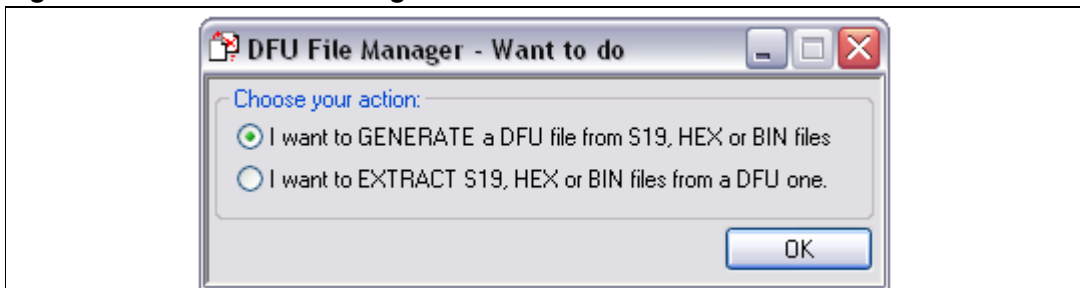 DFU File Manager - Want to do
Choose your action:
I want to GENERATE a DFU file from S19, HEX or BIN files
I want to EXTRACT S19, HEX or BIN files from a DFU one.
OK